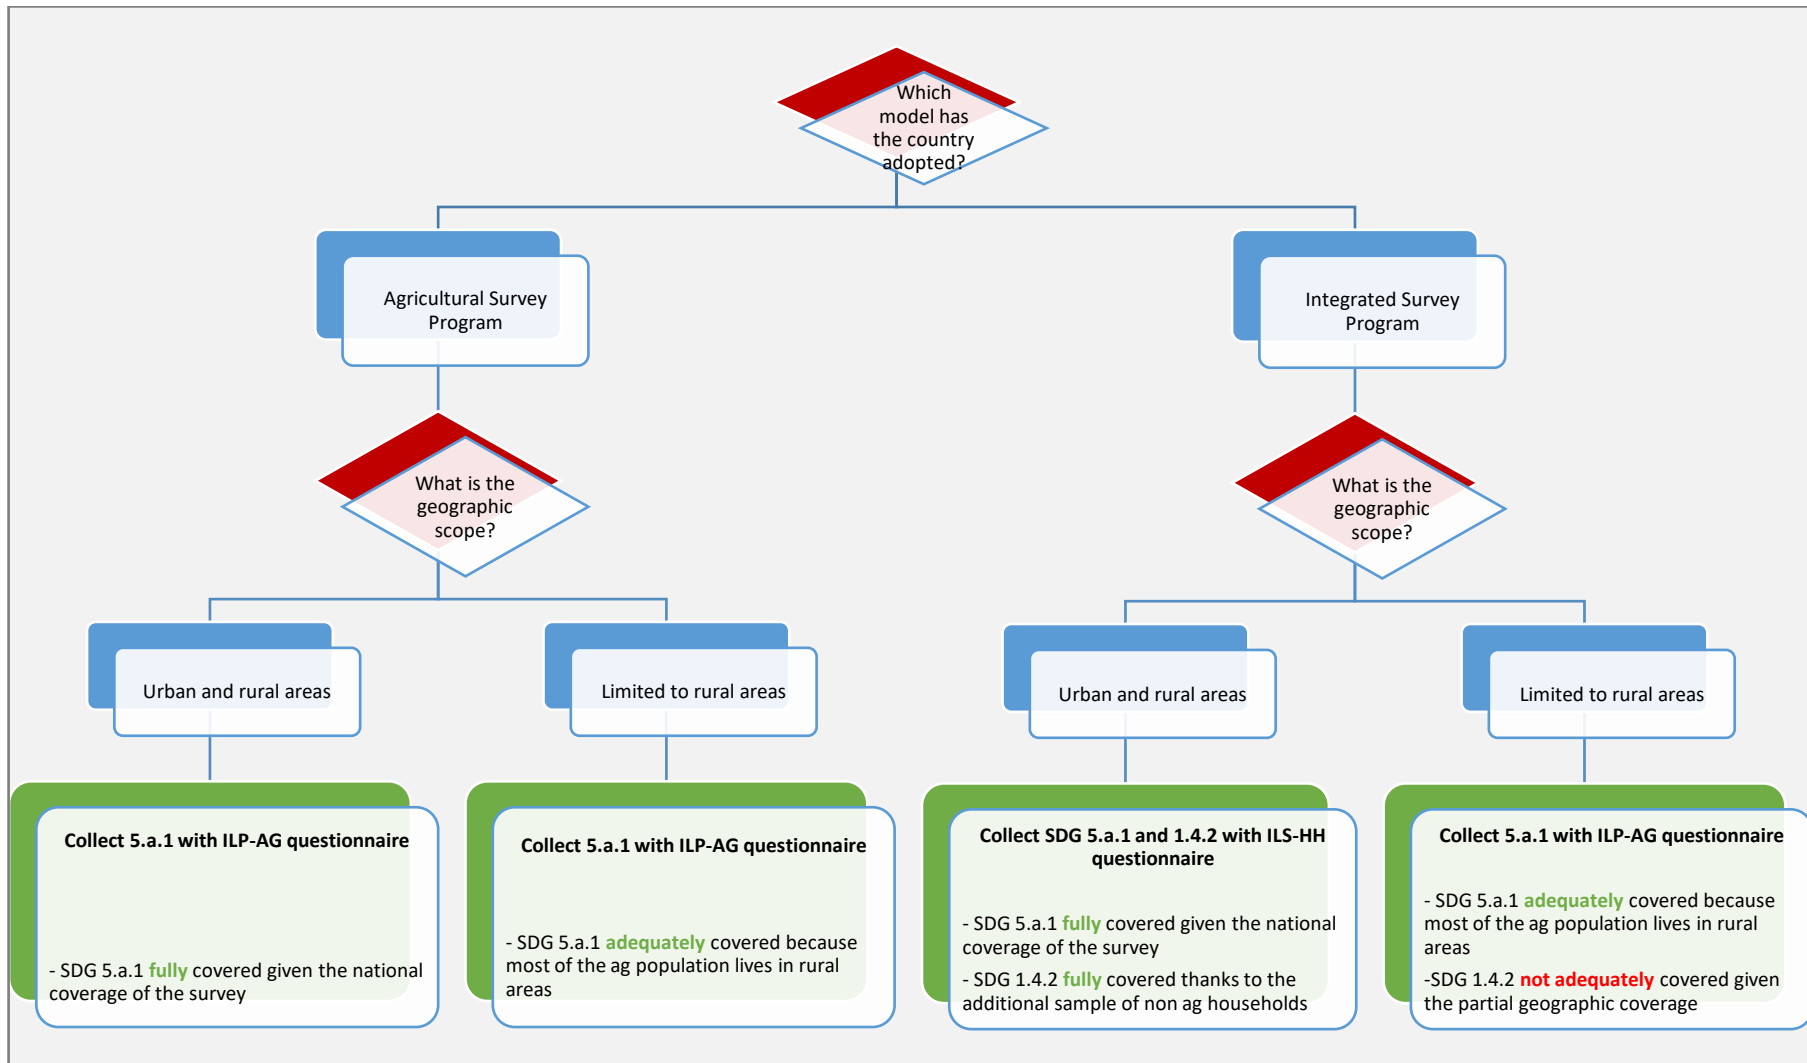 Which
model has
the country
adopted?
Agricultural Survey
Program
Integrated Survey
Program
What is the
geographic
scope?
What is the
geographic
scope?
Urban and rural areas
Limited to rural areas
Urban and rural areas
Limited to rural areas
Collect 5.a.1 with ILP-AG questionnaire
- SDG 5.a.1 fully covered given the national
coverage of the survey
Collect 5.a.1 with ILP-AG questionnaire
- SDG 5.a.1 adequately covered because
most of the ag population lives in rural
areas
Collect SDG 5.a.1 and 1.4.2 with ILS-HH
questionnaire
- SDG 5.a.1 fully covered given the national
coverage of the survey
- SDG 1.4.2 fully covered thanks to the
additional sample of non ag households
Collect 5.a.1 with ILP-AG questionnaire
- SDG 5.a.1 adequately covered because
most of the ag population lives in rural
areas
-SDG 1.4.2 not adequately covered given
the partial geographic coverage